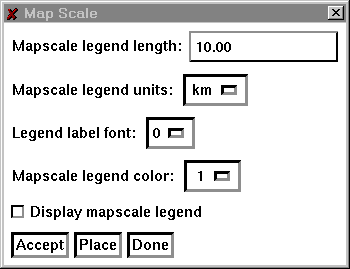 Map Scale
Mapscale legend length: 10.00
Mapscale legend units: km
Legend label font: 0
Mapscale legend color: 1
Display mapscale legend
Accept Place Done